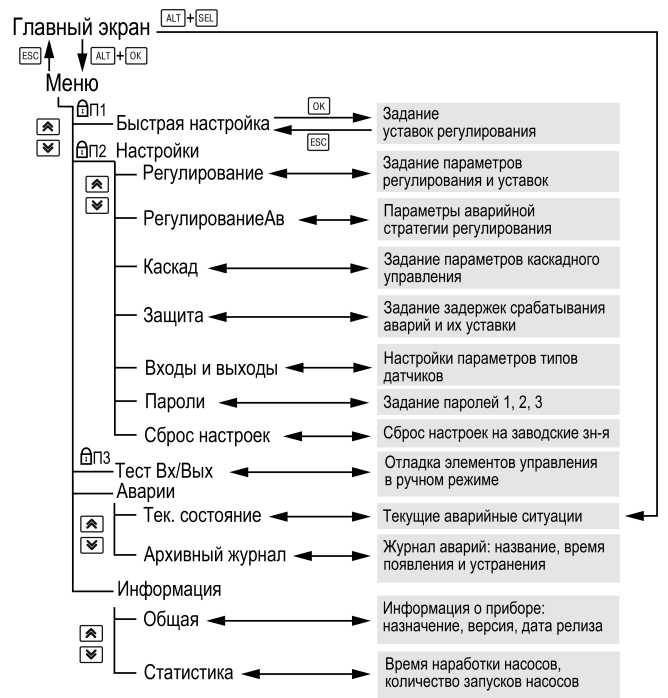 Главный экран ALT+SEL
ESC ALT+OK
Меню
П1
Быстрая настройка OK ESC Задание
уставок регулирования
П2 Настройки
Регулирование Задание параметров
регулирования и уставок
РегулированиеАв Параметры аварийной
стратегии регулирования
Каскад Задание параметров каскадного
управления
Защита Задание задержек срабатывания
аварий и их уставки
Входы и выходы Настройки параметров типов
датчиков
Пароли Задание паролей 1, 2, 3
Сброс настроек Сброс настроек на заводские зн-я
П3
Тест Вх/Вых Отладка элементов управления
в ручном режиме
Аварии
Тек. состояние Текущие аварийные ситуации
Архивный журнал Журнал аварий: название, время
появления и устранения
Информация
Общая Информация о приборе:
назначение, версия, дата релиза
Статистика Время наработки насосов,
количество запусков насосов